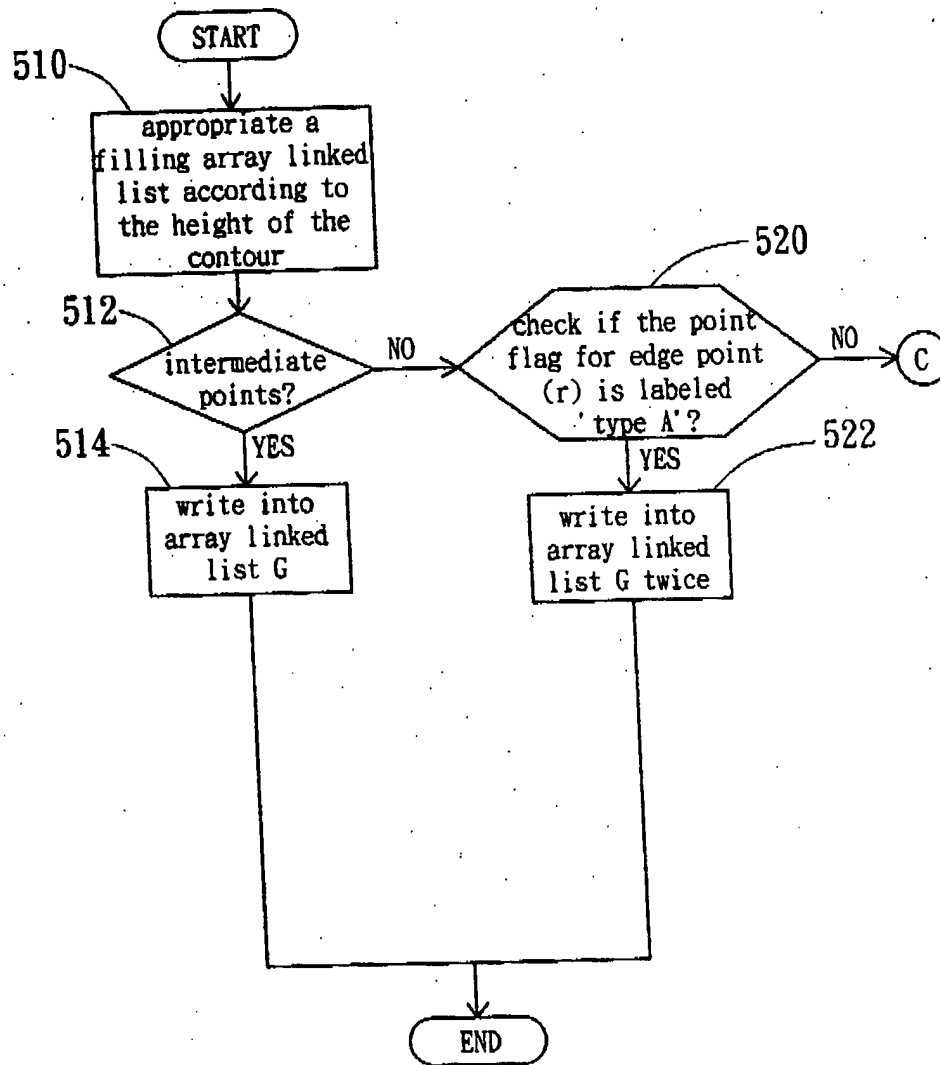 START
510
appropriate a
filling array linked
list according to
the height of the
contour
512
intermediate
points?
NO
520
check if the point
flag for edge point
(r) is labeled
'type A'?
NO
C
YES
514
write into
array linked
list G
YES
522
write into
array linked
list G twice
END